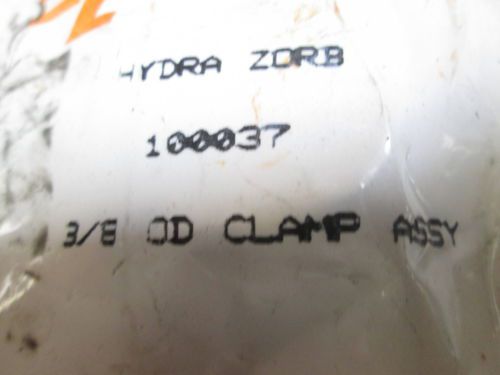 HYDRA ZORB
100037
3/8 OD CLAMP ASSY